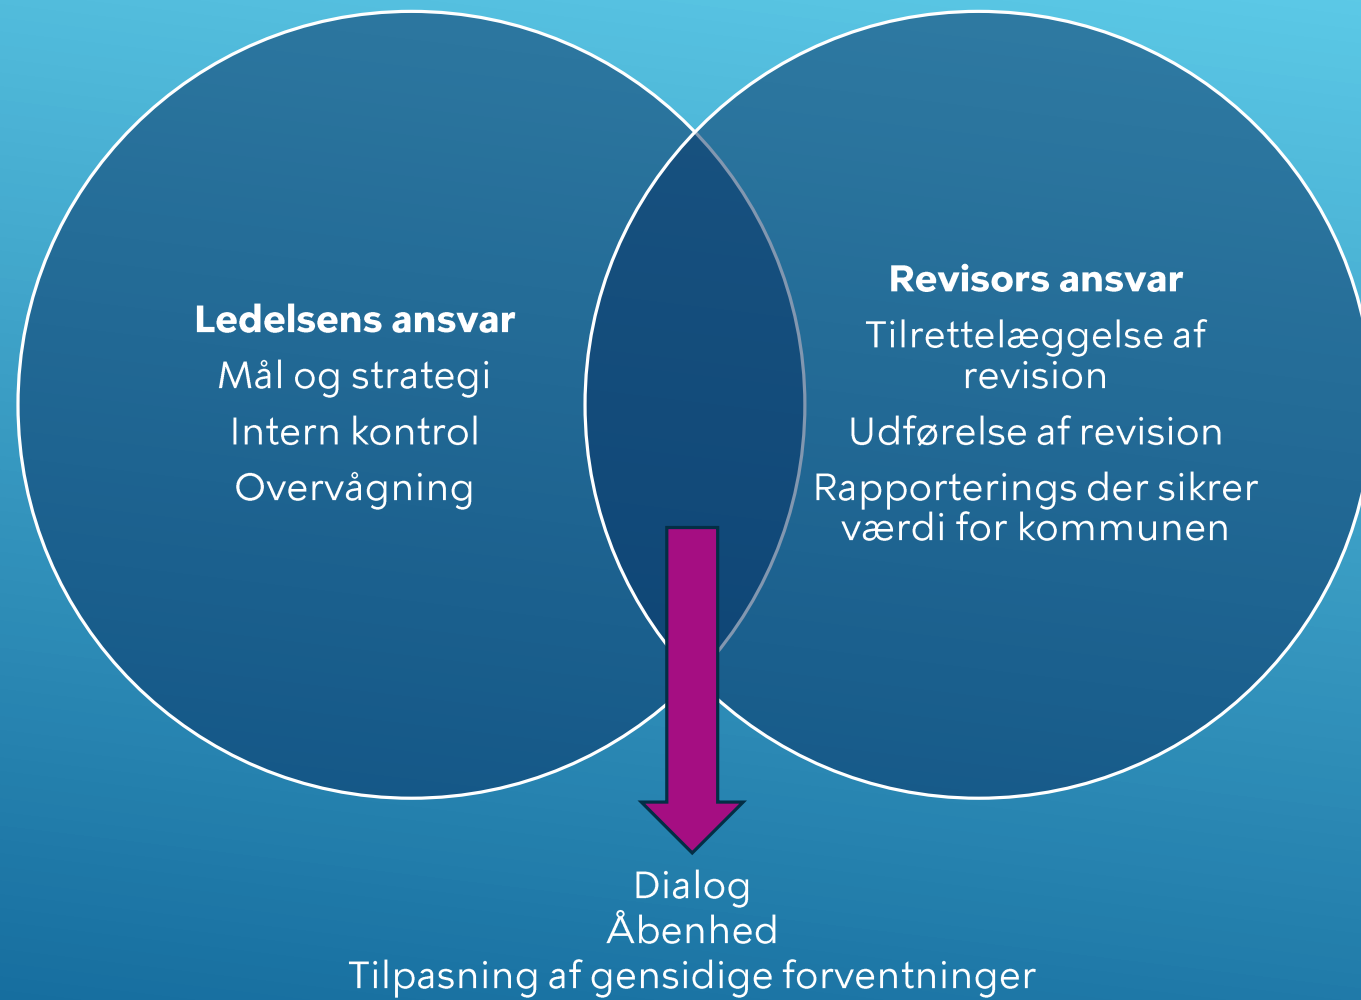 Ledelsens ansvar
Mål og strategi
Intern kontrol
Overvågning
Revisors ansvar
Tilrettelæggelse af
revision
Udførelse af revision
Rapporterings der sikrer
værdi for kommunen
Dialog
Åbenhed
Tilpasning af gensidige forventninger